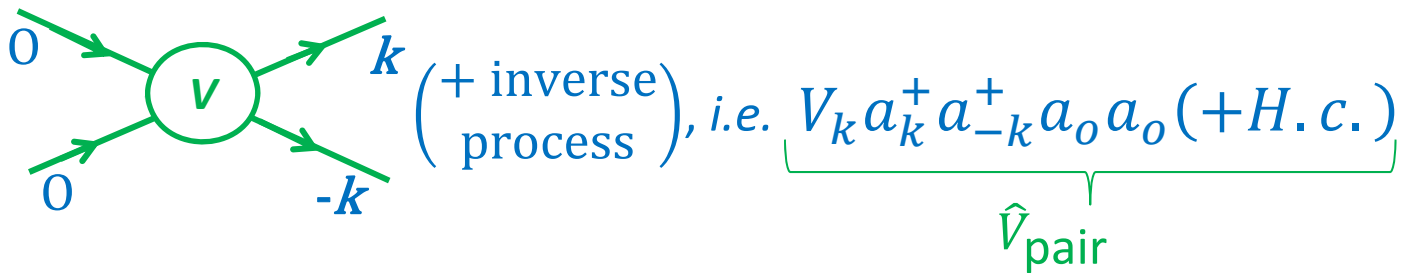 0
0
V
k
-k
(+ inverse process), i.e. V_k a_k^+ a_{-k}^+ a_o a_o (+H.c.)
V̂_pair